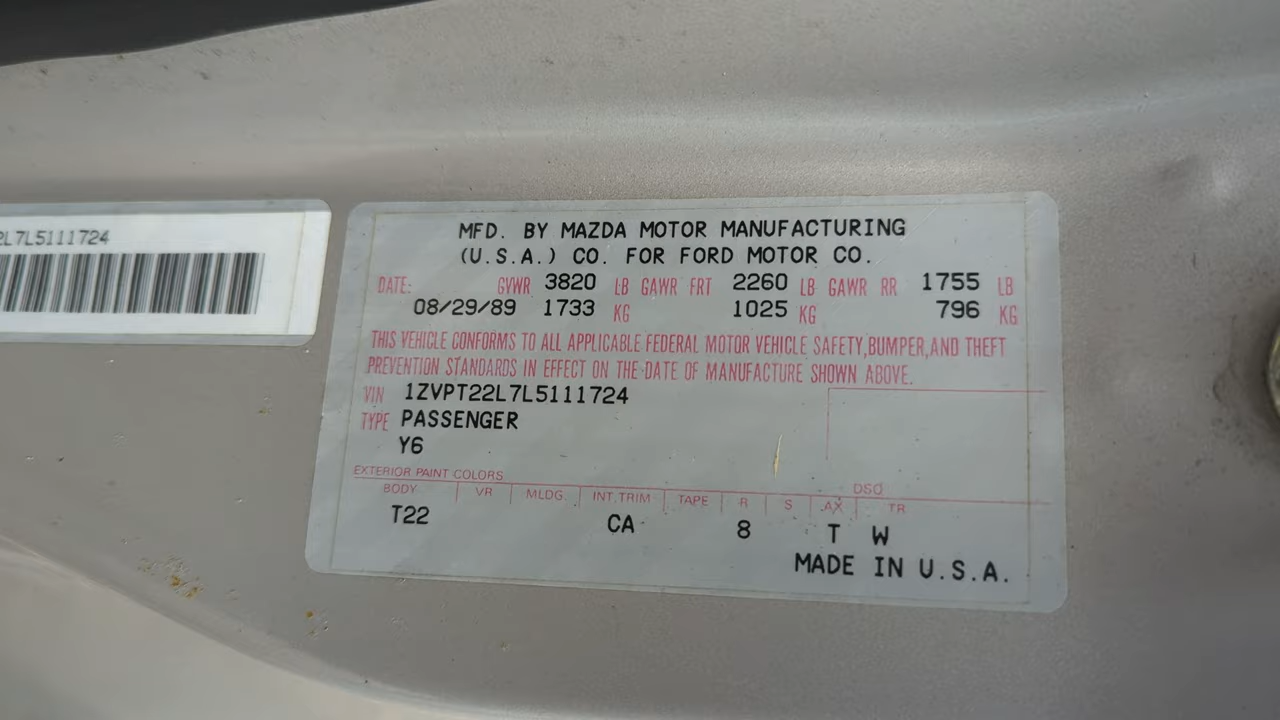 2L7L5111724
MFD. BY MAZDA MOTOR MANUFACTURING
(U.S.A.) CO. FOR FORD MOTOR CO.
DATE: GVWR 3820 LB GAWR FRT 2260 LB GAWR RR 1755 LB
08/29/89 1733 KG 1025 KG 796 KG
THIS VEHICLE CONFORMS TO ALL APPLICABLE FEDERAL MOTOR VEHICLE SAFETY,BUMPER,AND THEFT
PREVENTION STANDARDS IN EFFECT ON THE DATE OF MANUFACTURE SHOWN ABOVE.
VIN 1ZVPT22L7L5111724
TYPE PASSENGER
Y6
EXTERIOR PAINT COLORS DSO
BODY VR MLDG. INT.TRIM TAPE R S AX TR
T22 CA 8 T W
MADE IN U.S.A.